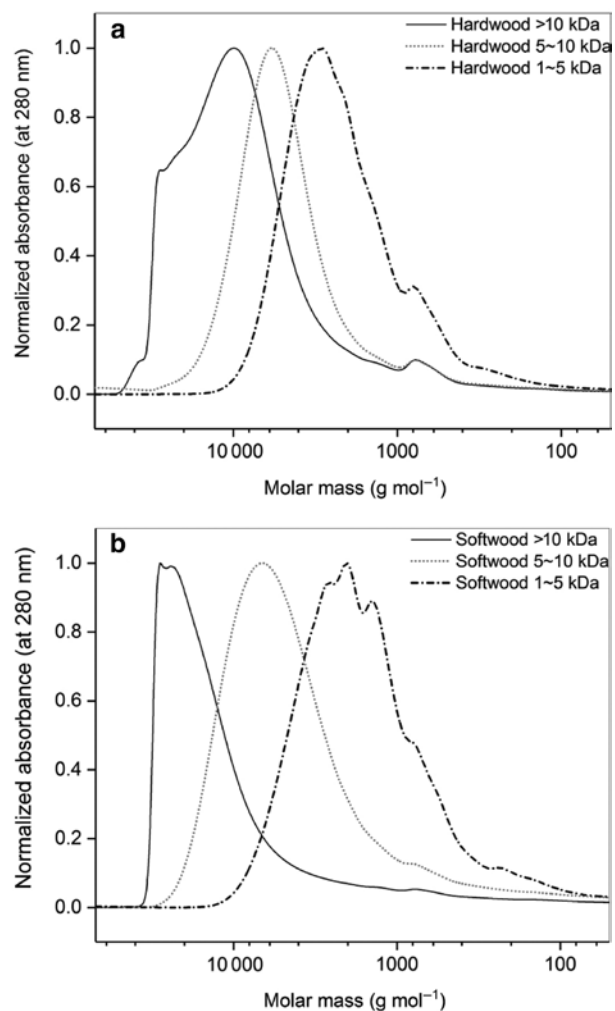 a
Hardwood >10 kDa
Hardwood 5~10 kDa
Hardwood 1~5 kDa
Normalized absorbance (at 280 nm)
1.0
0.8
0.6
0.4
0.2
0.0
10 000
1000
100
Molar mass (g mol⁻¹)
b
Softwood >10 kDa
Softwood 5~10 kDa
Softwood 1~5 kDa
Normalized absorbance (at 280 nm)
1.0
0.8
0.6
0.4
0.2
0.0
10 000
1000
100
Molar mass (g mol⁻¹)